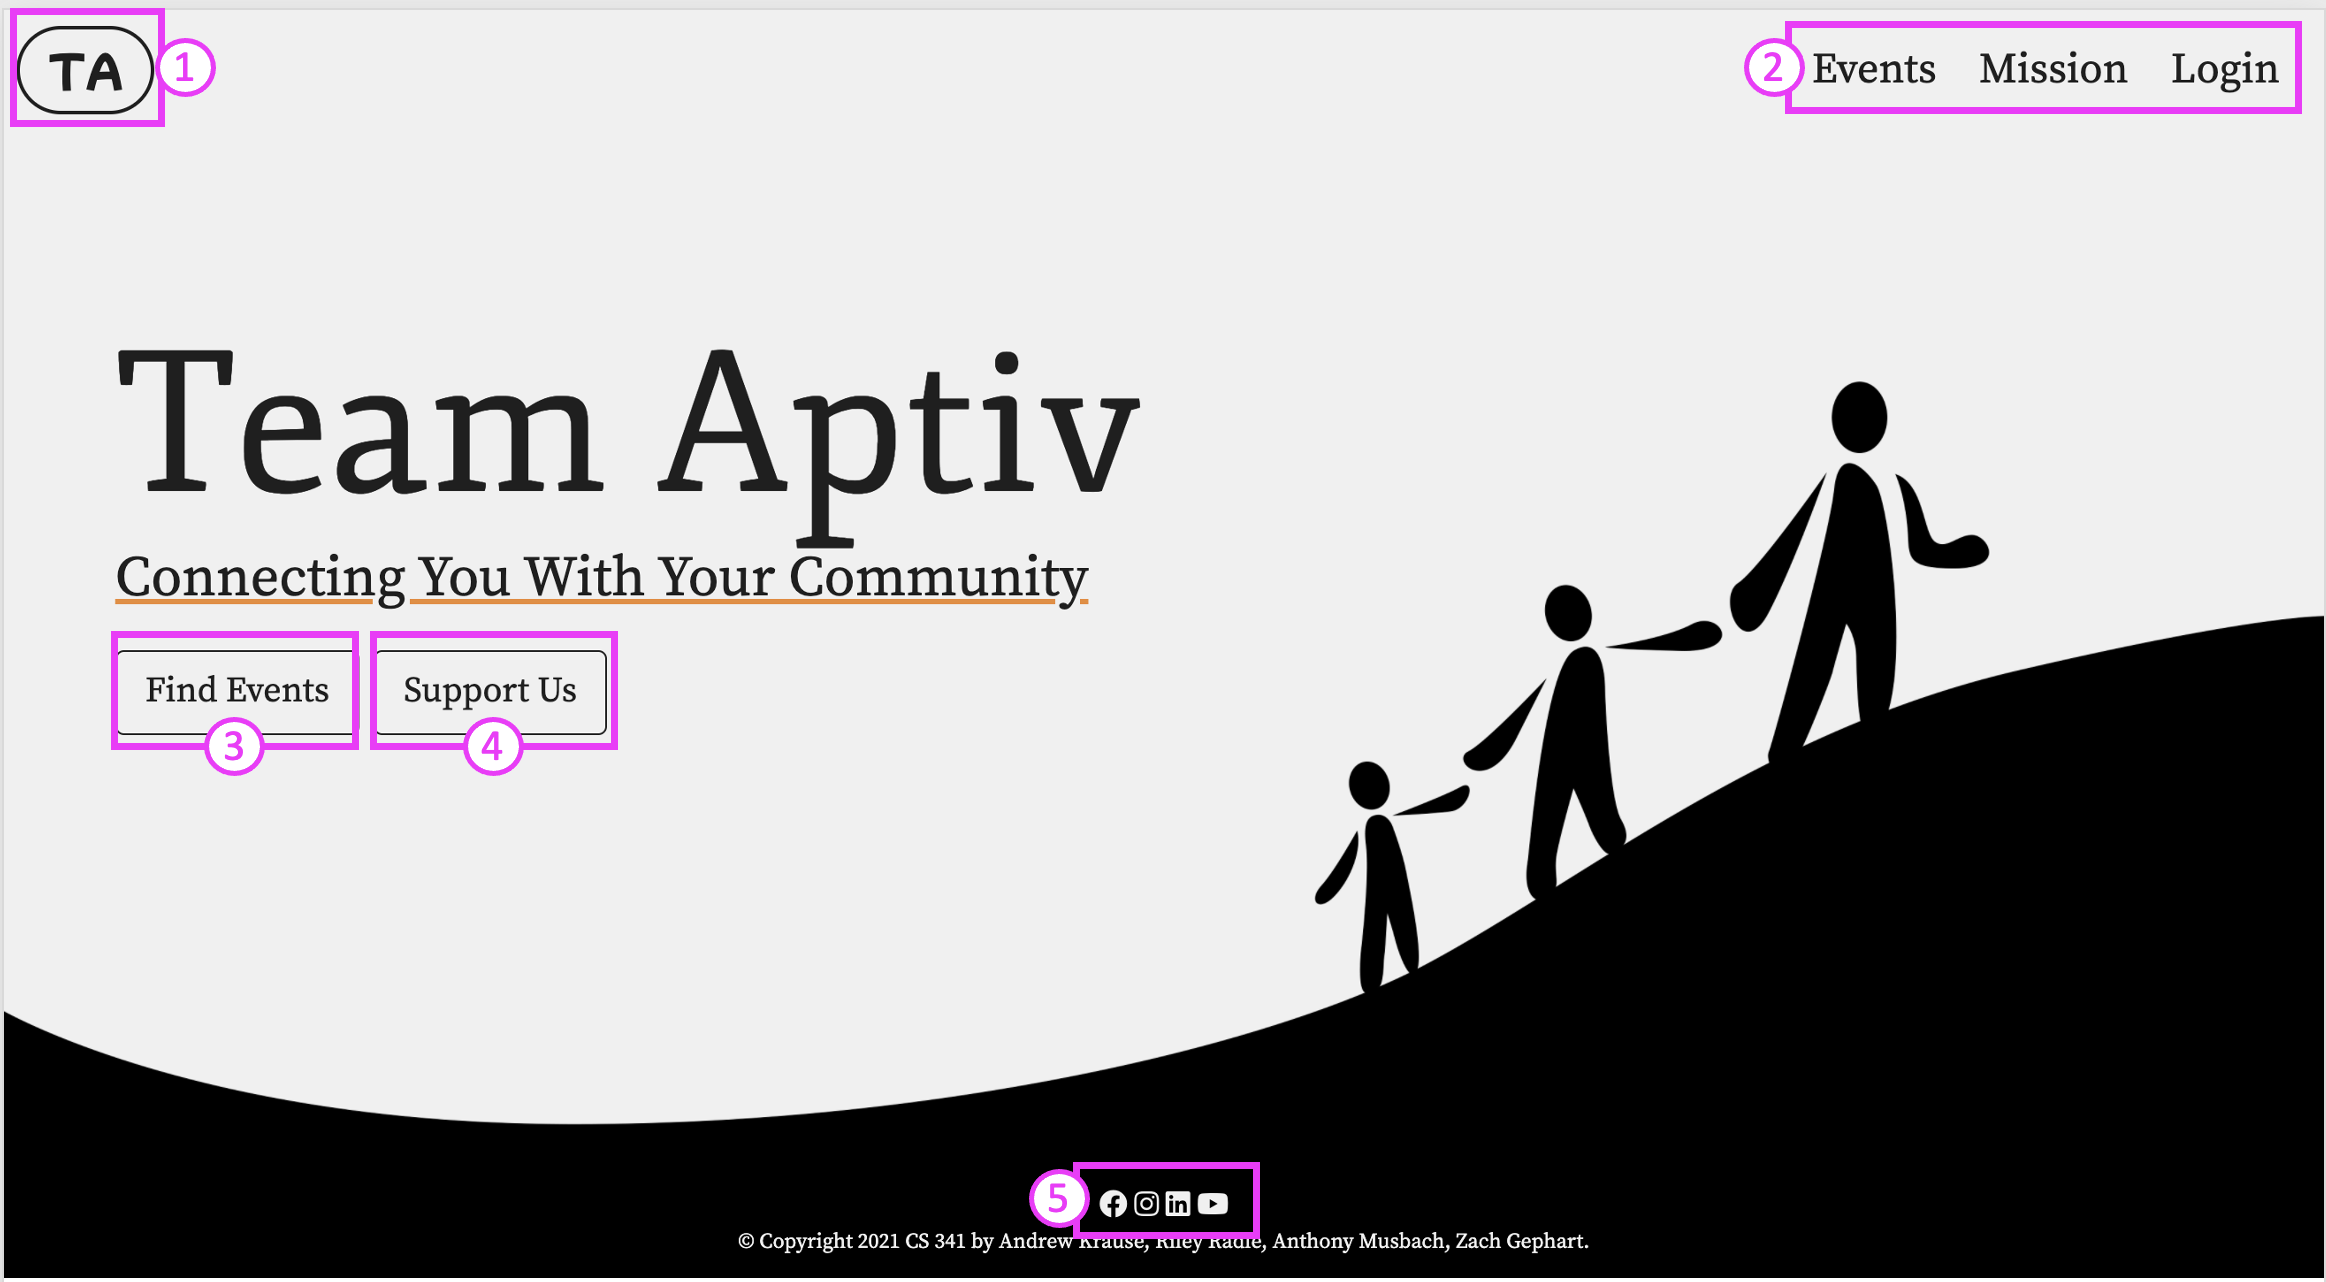 TA
1
2
Events Mission Login
Team Aptiv
Connecting You With Your Community
Find Events
Support Us
3
4
5
© Copyright 2021 CS 341 by Andrew Krause, Riley Radle, Anthony Musbach, Zach Gephart.